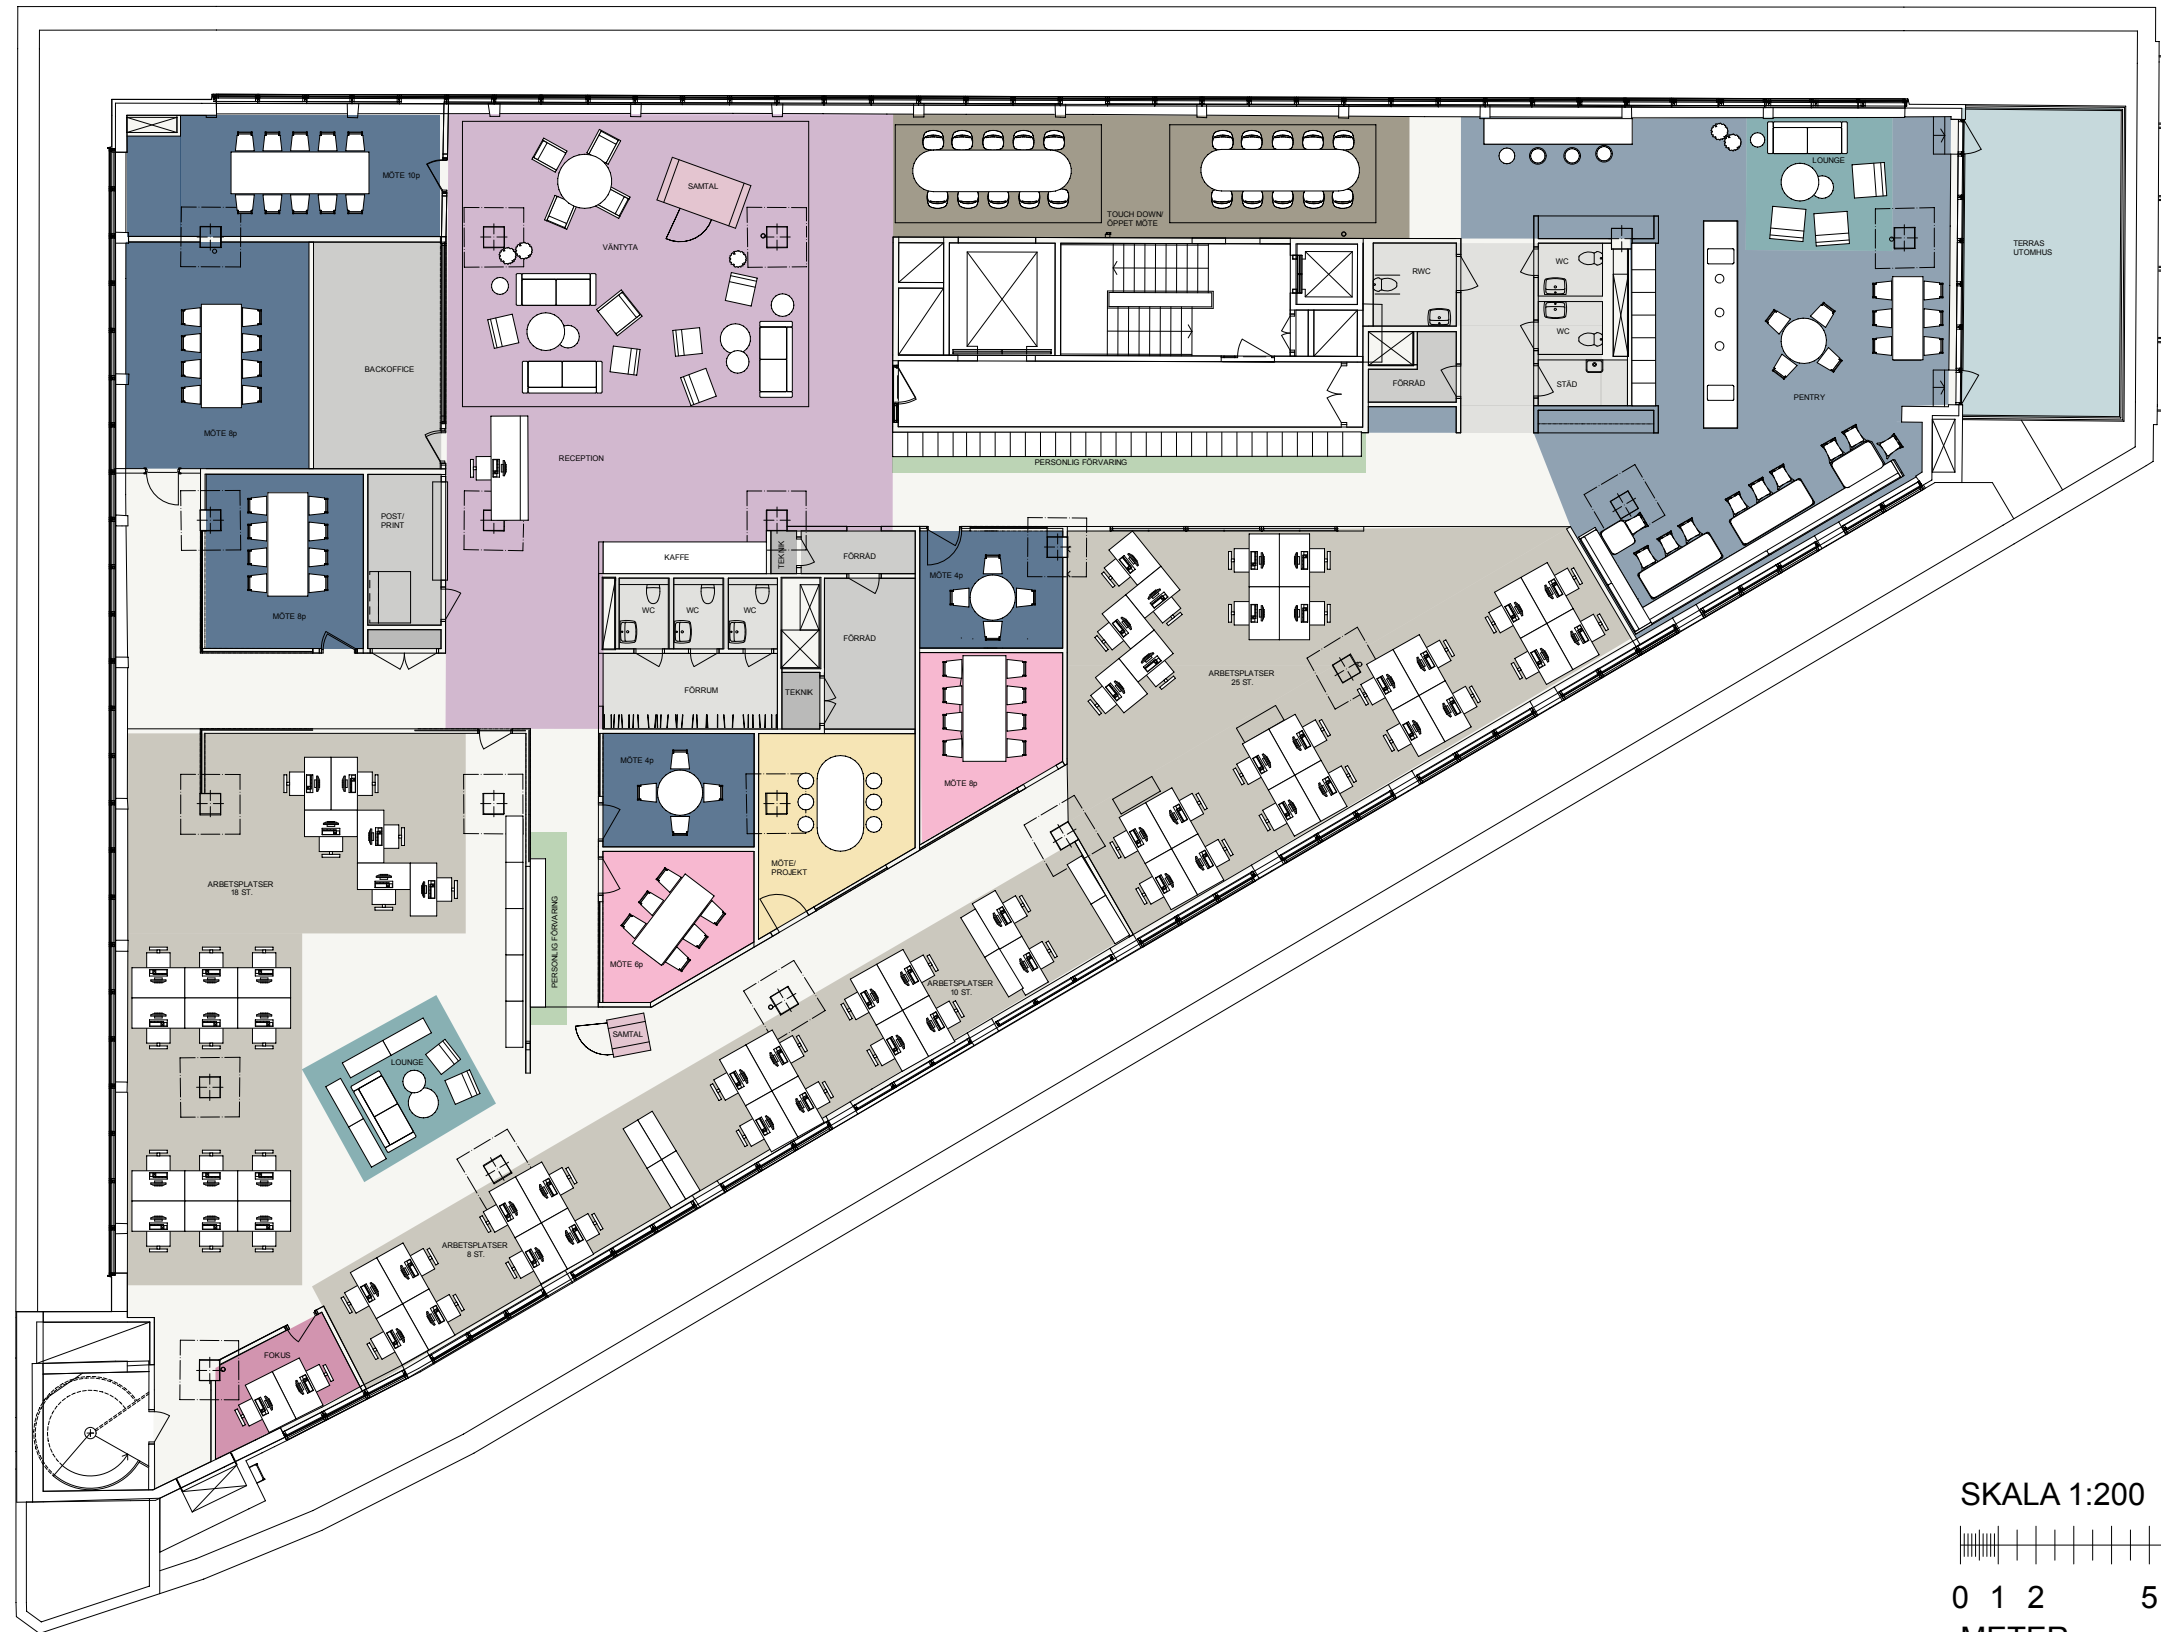 MÖTE 10p
SAMTAL
VÄNTYTA
TOUCH DOWN/
ÖPPET MÖTE
LOUNGE
TERRAS
UTOMHUS
RWC
WC
WC
STÄD
FÖRRÅD
PENTRY
BACKOFFICE
MÖTE 8p
RECEPTION
PERSONLIG FÖRVARING
POST/
PRINT
MÖTE 8p
KAFFE
TEKNIK
FÖRRÅD
MÖTE 4p
WC
WC
WC
FÖRRÅD
FÖRRUM
TEKNIK
ARBETSPLATSER
25 ST.
MÖTE 4p
MÖTE 8p
MÖTE/
PROJEKT
ARBETSPLATSER
18 ST.
PERSONLIG FÖRVARING
MÖTE 6p
ARBETSPLATSER
10 ST.
SAMTAL
LOUNGE
ARBETSPLATSER
8 ST.
FOKUS
SKALA 1:200
0 1 2 5
METER